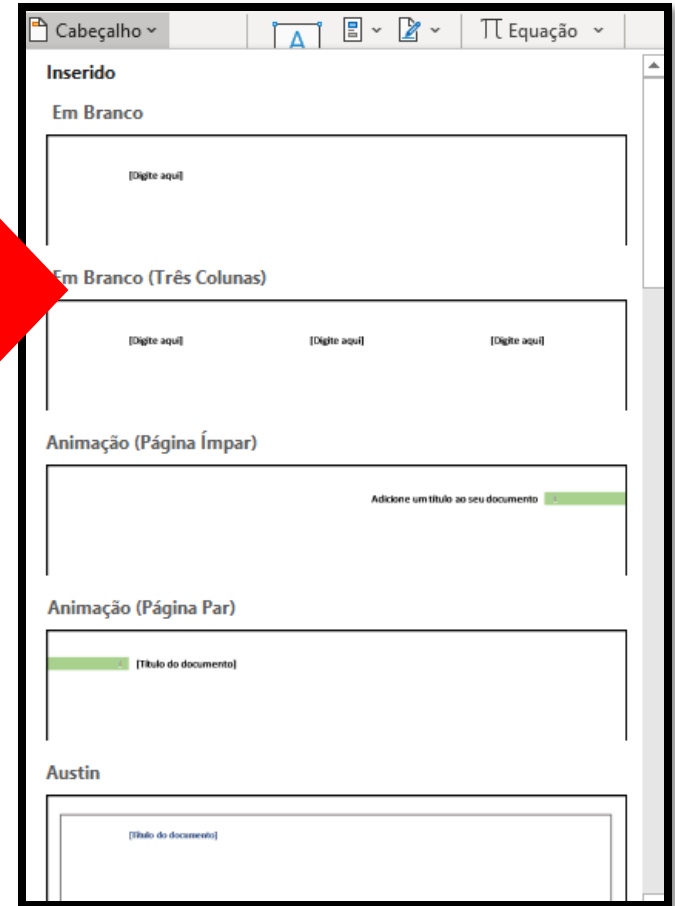 Cabeçalho
A
π Equação
Inserido
Em Branco
[Digite aqui]
Em Branco (Três Colunas)
[Digite aqui] [Digite aqui] [Digite aqui]
Animação (Página Ímpar)
Adicione um título ao seu documento
Animação (Página Par)
[Título do documento]
Austin
[Título do documento]